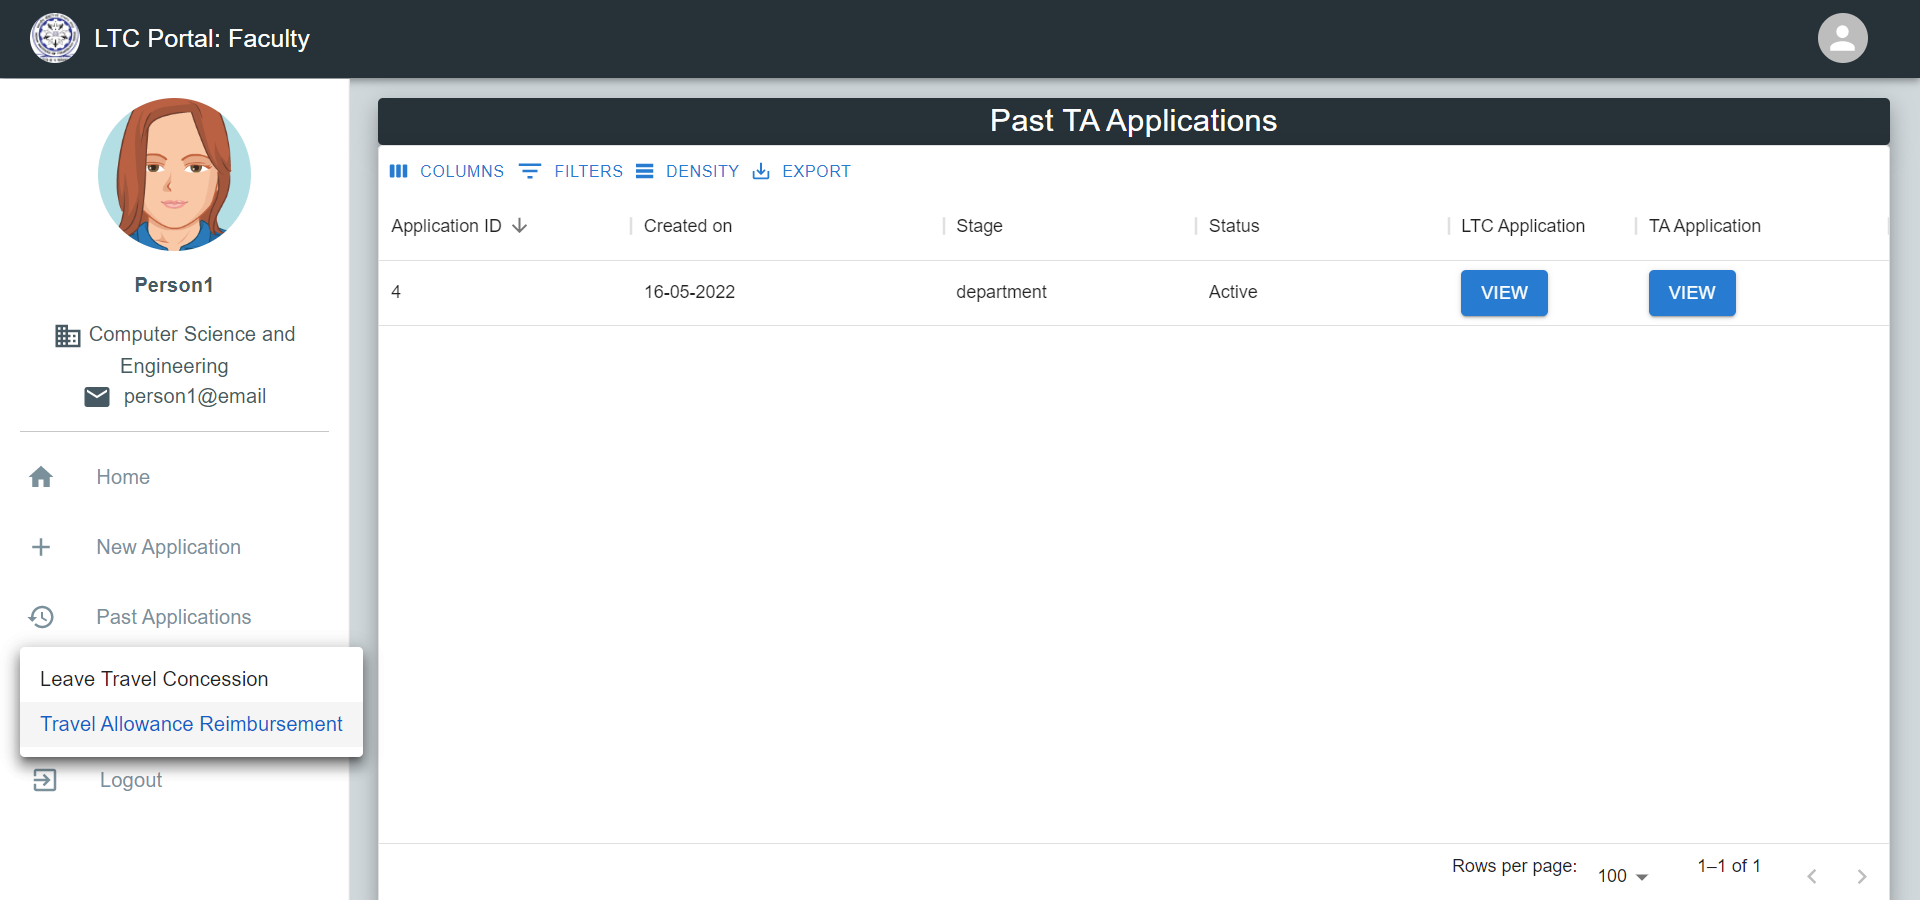 LTC Portal: Faculty
Person1
Computer Science and
Engineering
person1@email
Home
New Application
Past Applications
Leave Travel Concession
Travel Allowance Reimbursement
Logout
Past TA Applications
COLUMNS FILTERS DENSITY EXPORT
Application ID Created on Stage Status LTC Application TA Application
4 16-05-2022 department Active VIEW VIEW
Rows per page: 100 1–1 of 1